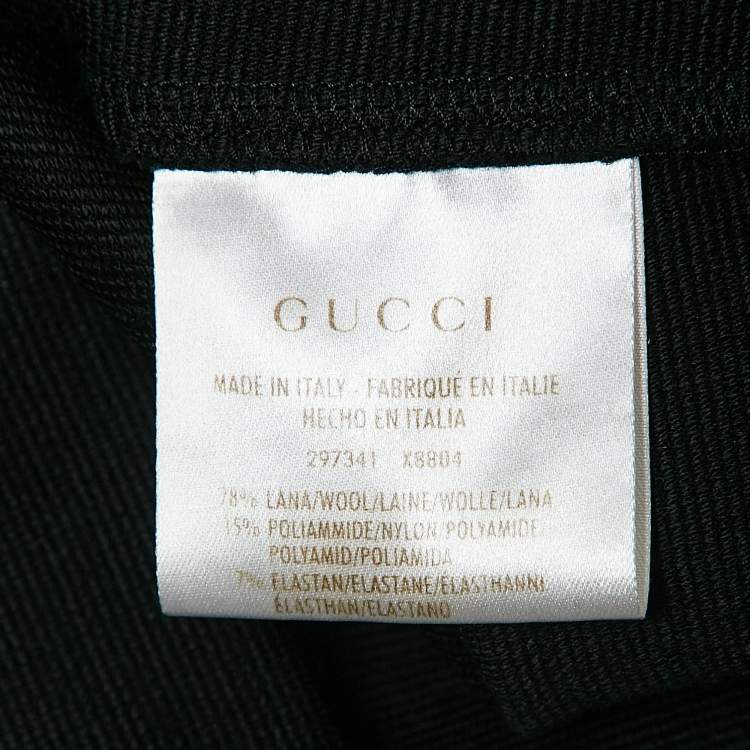 GUCCI
MADE IN ITALY - FABRIQUÉ EN ITALIE
HECHO EN ITALIA
297341 X8804
78% LANA/WOOL/LAINE/WOLLE/LANA
15% POLIAMMIDE/NYLON/POLYAMIDE
POLYAMID/POLIAMIDA
7% ELASTAN/ELASTANE/ELASTHANNE
ELASTHAN/ELASTANO